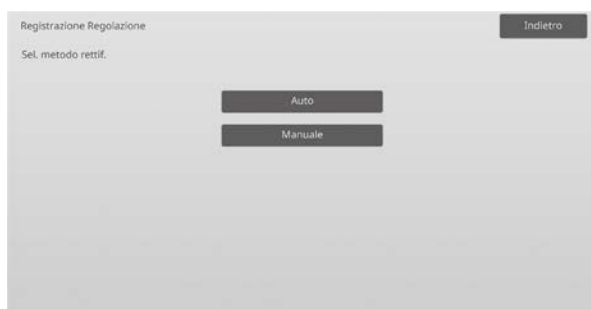 Registrazione Regolazione
Indietro
Sel. metodo rettif.
Auto
Manuale